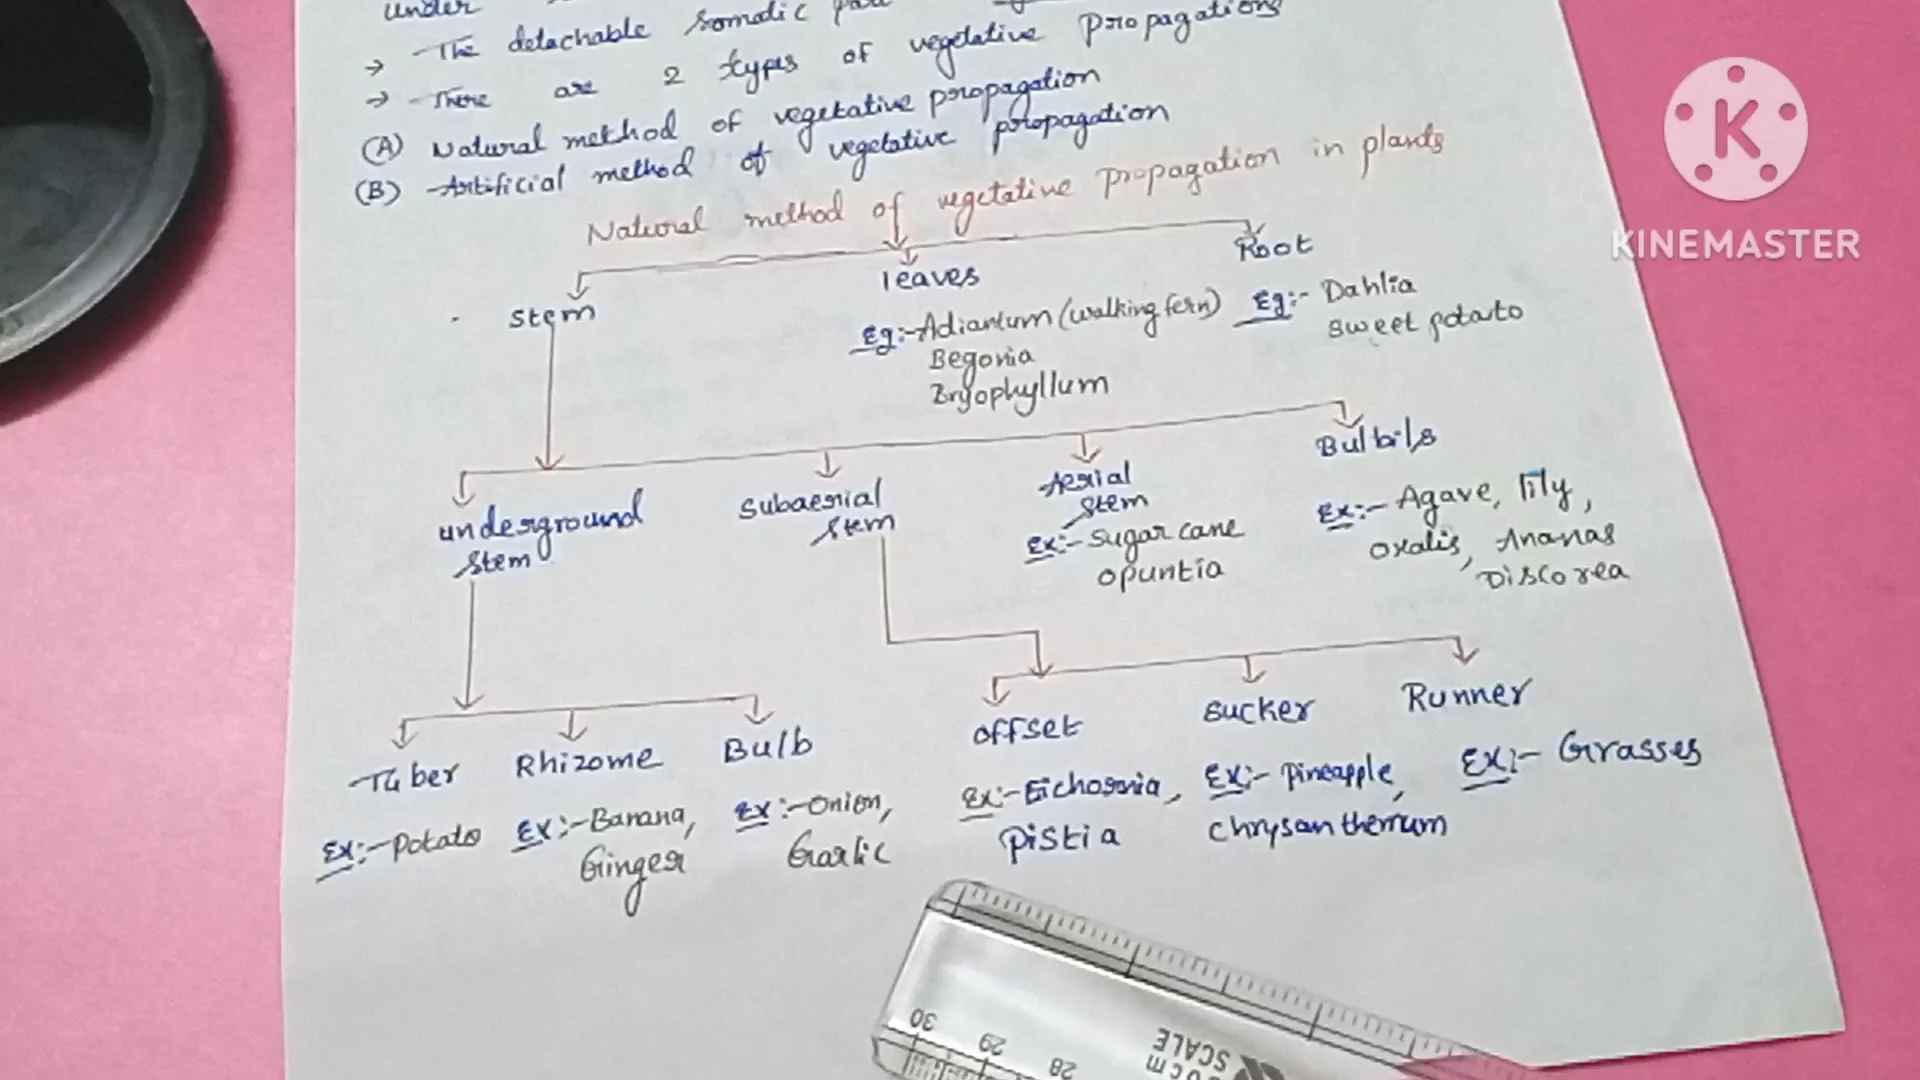 under
→ The detachable somatic
→ There are 2 types of vegetative propagations
(A) Natural method of vegetative propagation
(B) Artificial method of vegetative propagation
Natural method of vegetative propagation in plants
Stem
leaves
Root
Eg:- Adiantum (walking fern)
Begonia
Bryophyllum
Eg:- Dahlia
sweet potato
underground
stem
Subaerial
stem
Aerial
stem
Ex:- Sugar cane
opuntia
Bulbils
Ex:- Agave, lily,
oxalis, Ananas
Discorea
Tuber
Ex:- Potato
Rhizome
Ex:- Banana,
Ginger
Bulb
Ex:- Onion,
Garlic
offset
Ex:- Eichornia,
Pistia
sucker
Ex:- Pineapple,
chrysanthemum
Runner
Ex:- Grasses
K
KINEMASTER
30 29 28
cm
SCALE